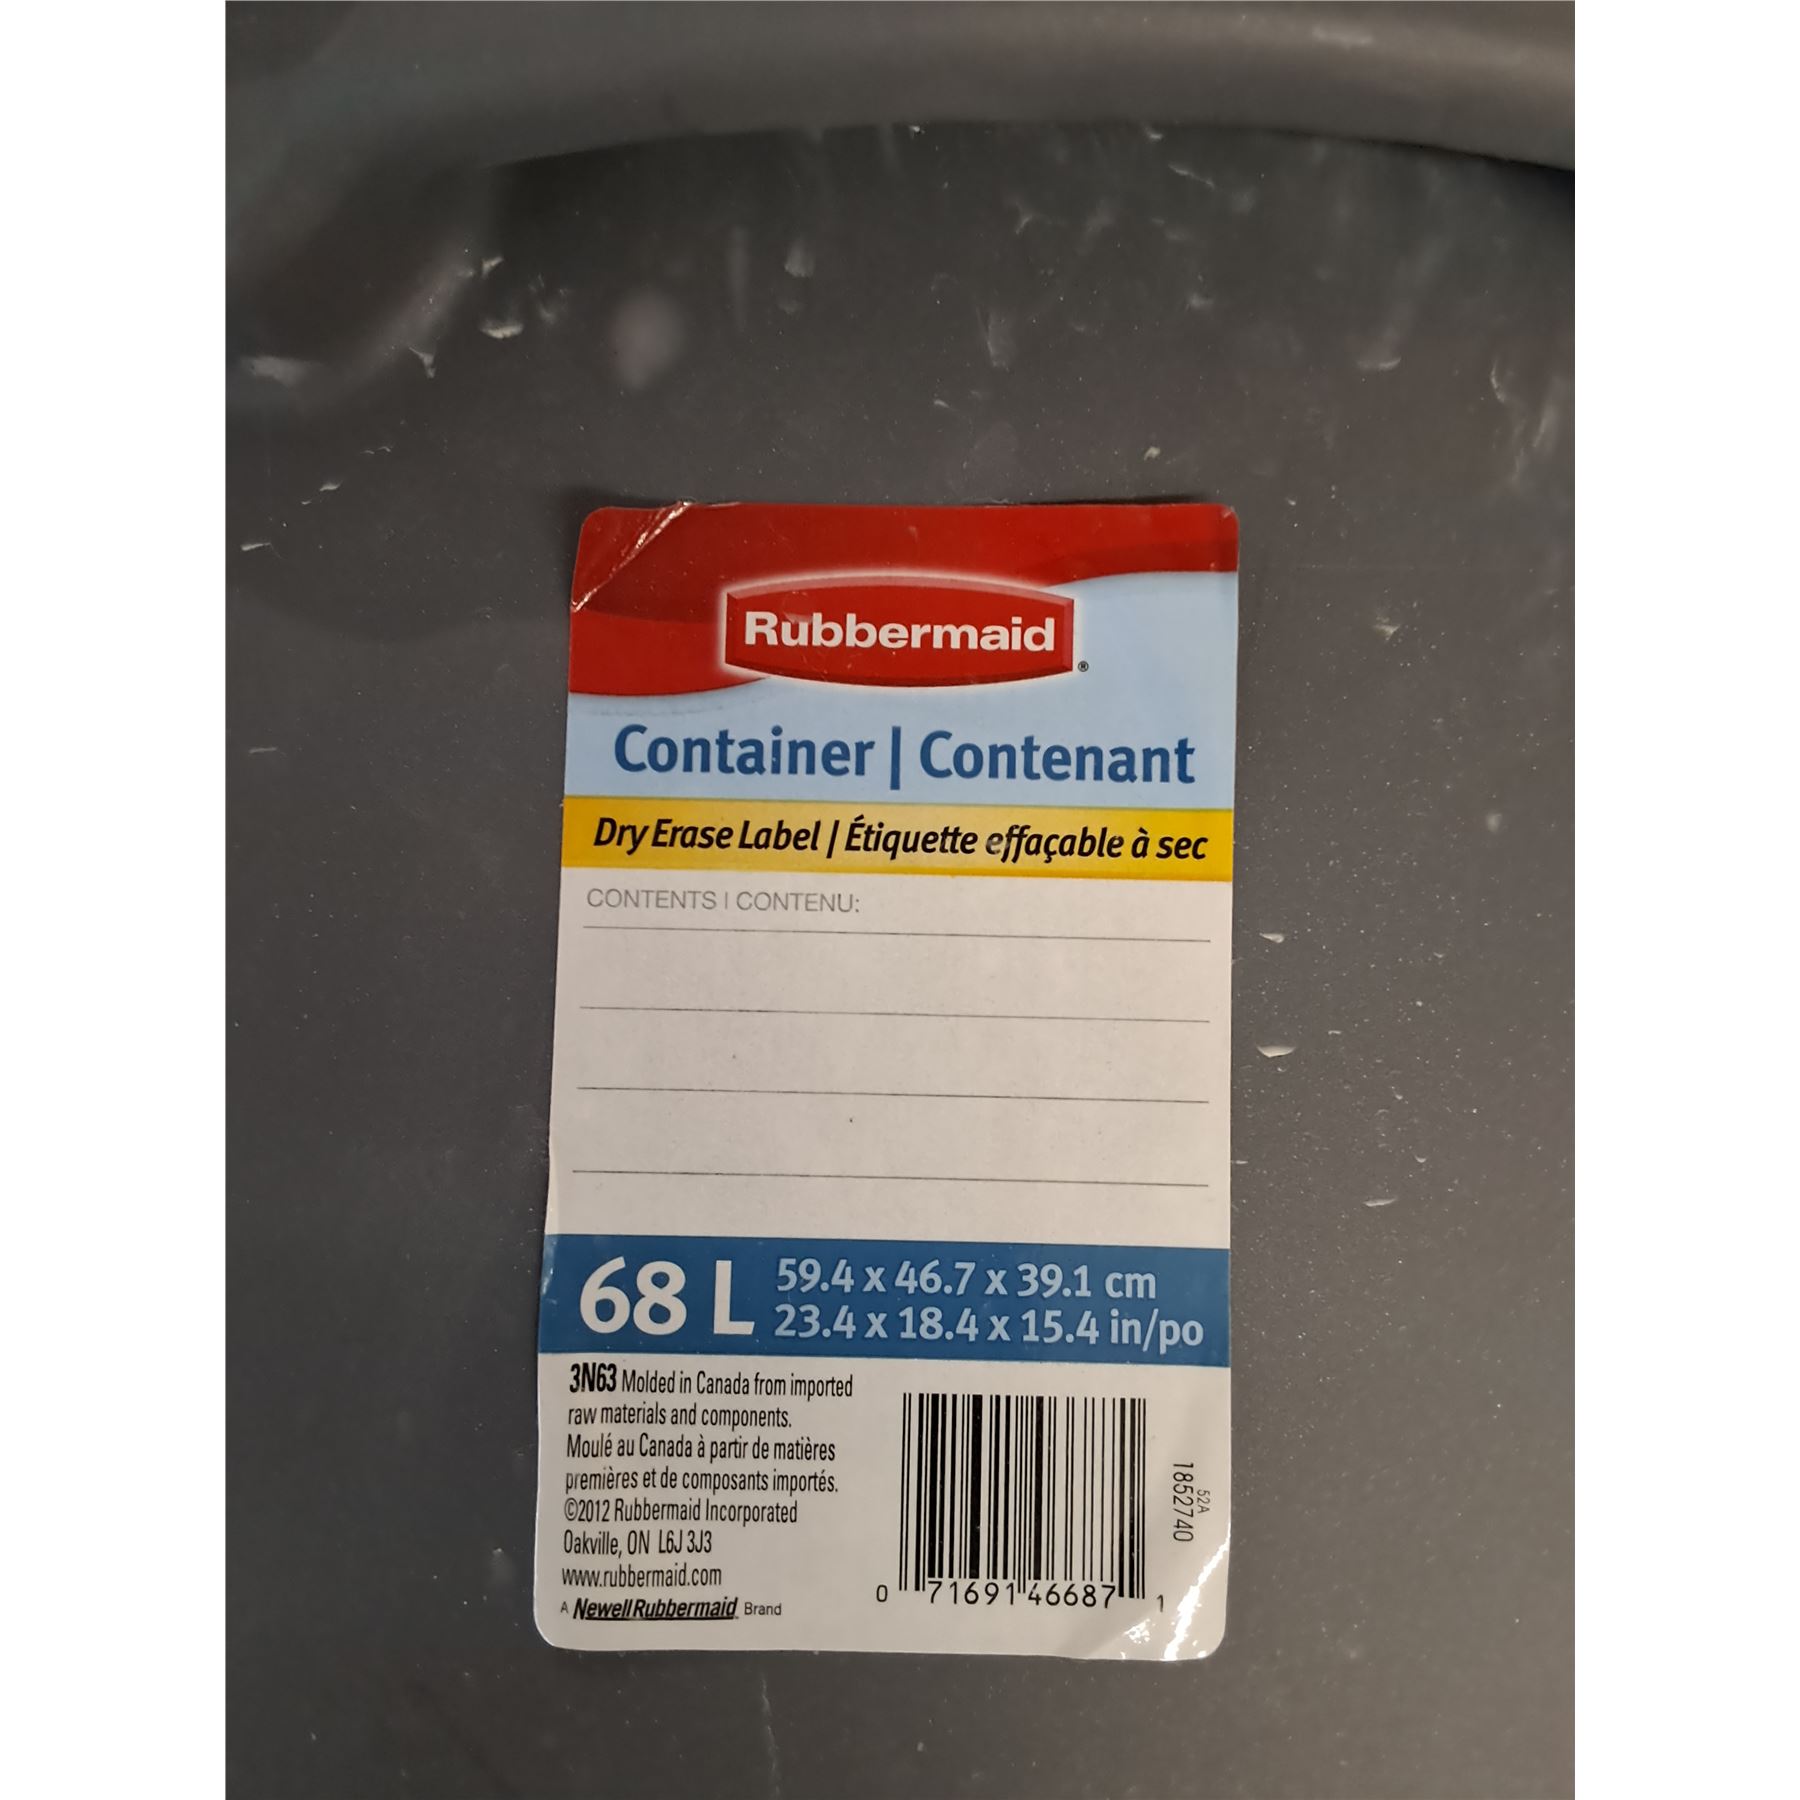 Rubbermaid®
Container | Contenant
Dry Erase Label | Étiquette effaçable à sec
CONTENTS | CONTENU:
68 L
59.4 x 46.7 x 39.1 cm
23.4 x 18.4 x 15.4 in/po
3N63 Molded in Canada from imported
raw materials and components.
Moulé au Canada à partir de matières
premières et de composants importés.
©2012 Rubbermaid Incorporated
Oakville, ON L6J 3J3
www.rubbermaid.com
A Newell Rubbermaid Brand
0 71691 46687 1
52A
1852740